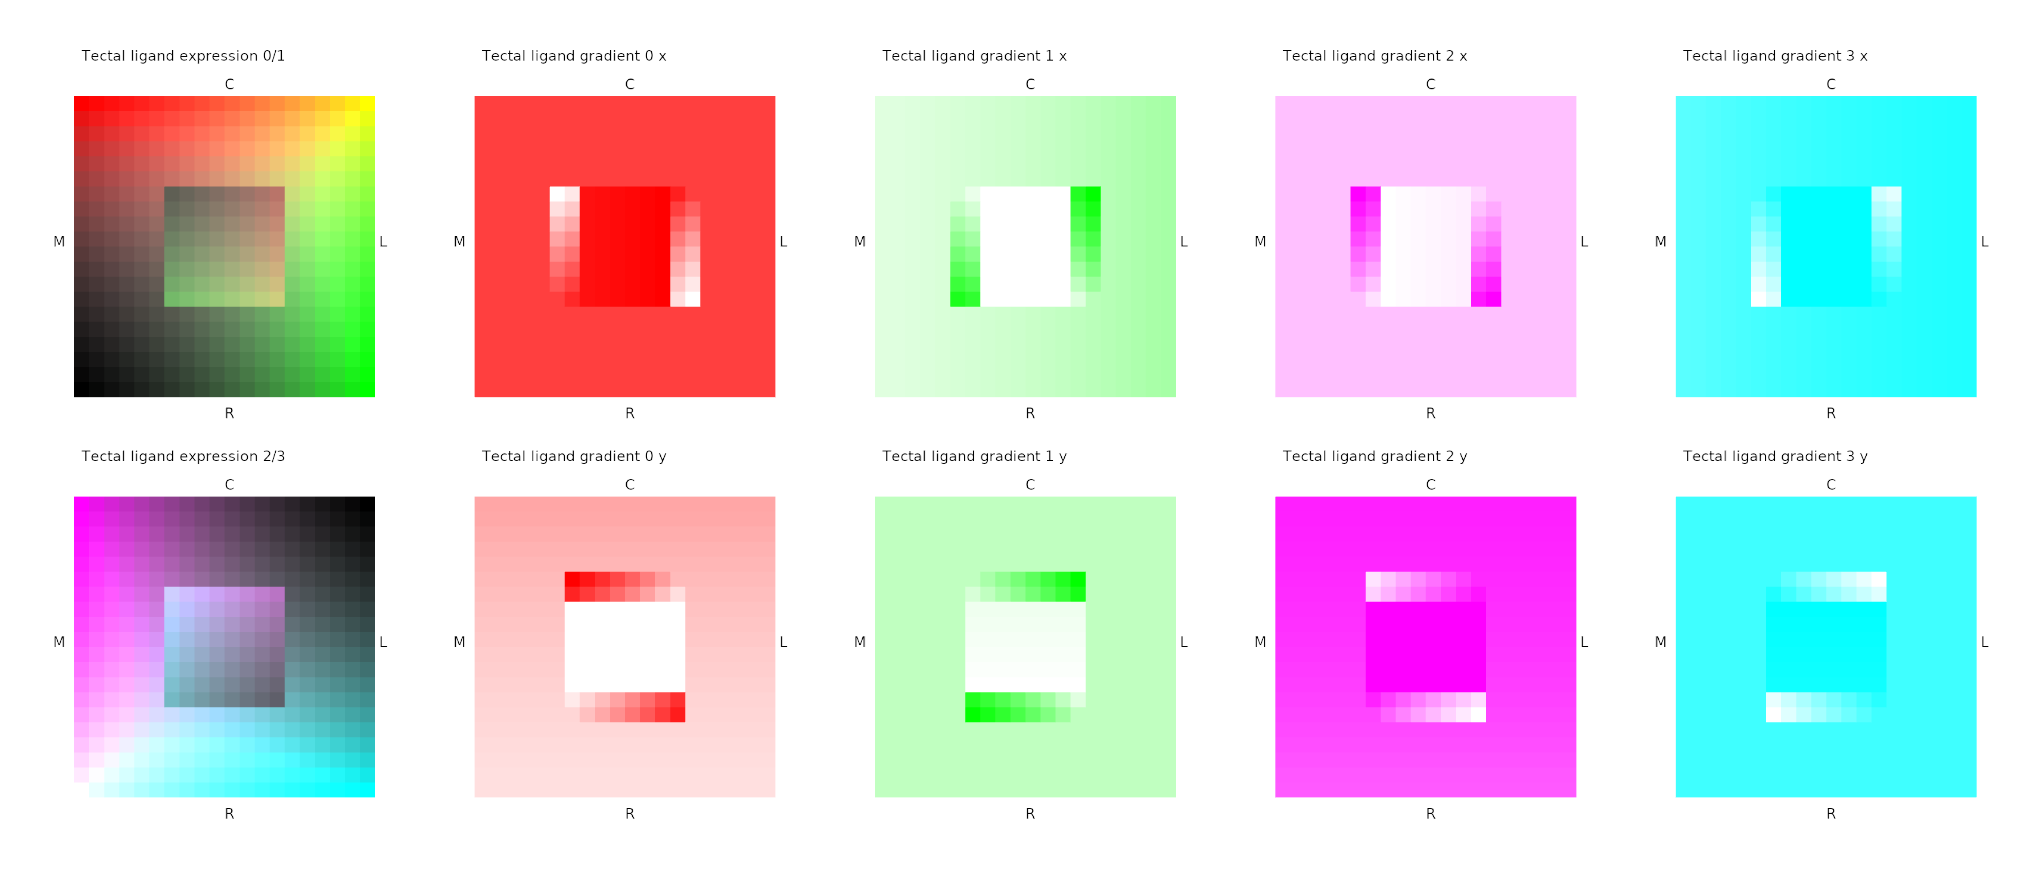 Tectal ligand expression 0/1
Tectal ligand gradient 0 x
Tectal ligand gradient 1 x
Tectal ligand gradient 2 x
Tectal ligand gradient 3 x
C
C
C
C
C
M
L
M
L
M
L
M
L
M
L
R
R
R
R
R
Tectal ligand expression 2/3
Tectal ligand gradient 0 y
Tectal ligand gradient 1 y
Tectal ligand gradient 2 y
Tectal ligand gradient 3 y
C
C
C
C
C
M
L
M
L
M
L
M
L
M
L
R
R
R
R
R